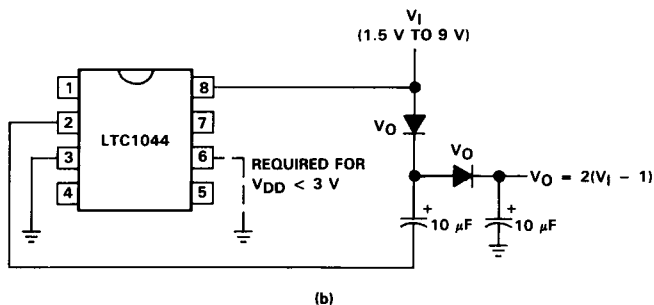 V_I
(1.5 V TO 9 V)
1
8
2
7
LTC1044
3
6
4
5
REQUIRED FOR
V_DD < 3 V
V_O
V_O
V_O = 2(V_I − 1)
+
10 μF
+
10 μF
(b)